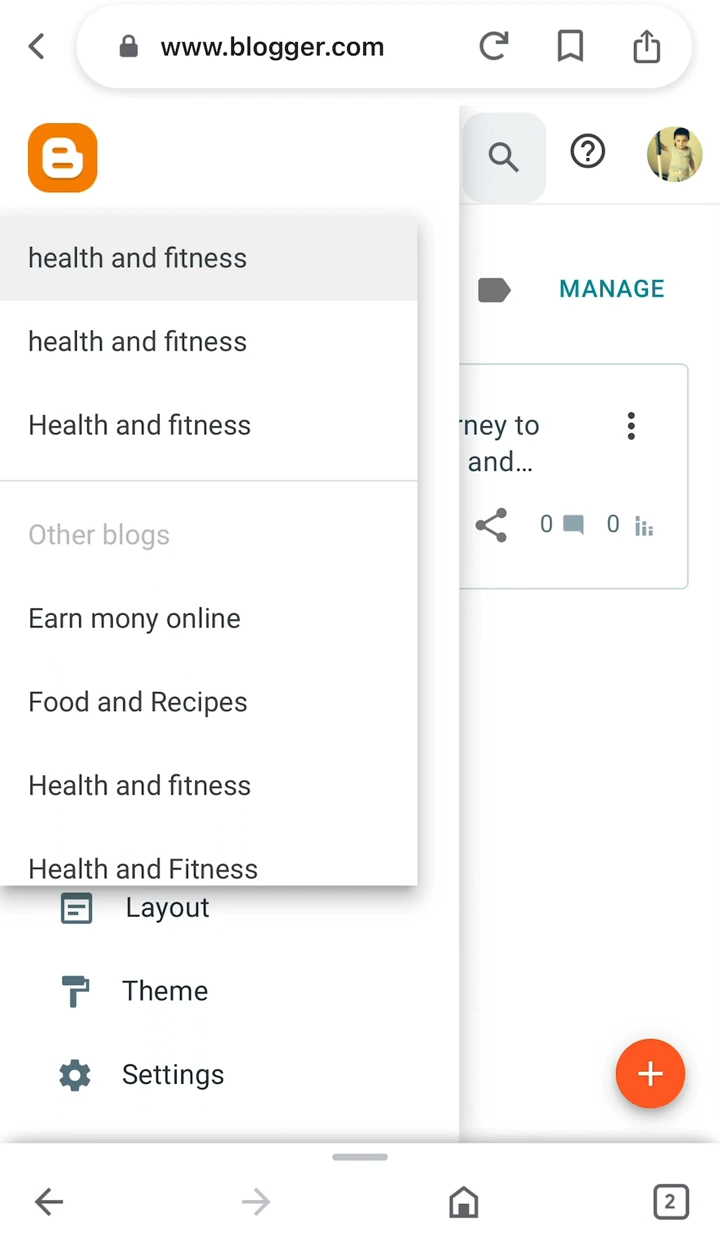 www.blogger.com
health and fitness
MANAGE
health and fitness
Health and fitness
rney to
and...
0 0
Other blogs
Earn mony online
Food and Recipes
Health and fitness
Health and Fitness
Layout
Theme
Settings
2